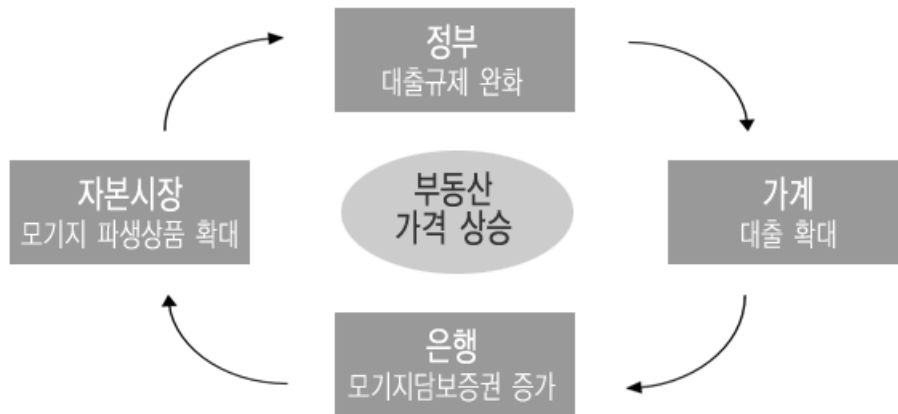 정부
대출규제 완화
자본시장
모기지 파생상품 확대
부동산
가격 상승
가계
대출 확대
은행
모기지담보증권 증가